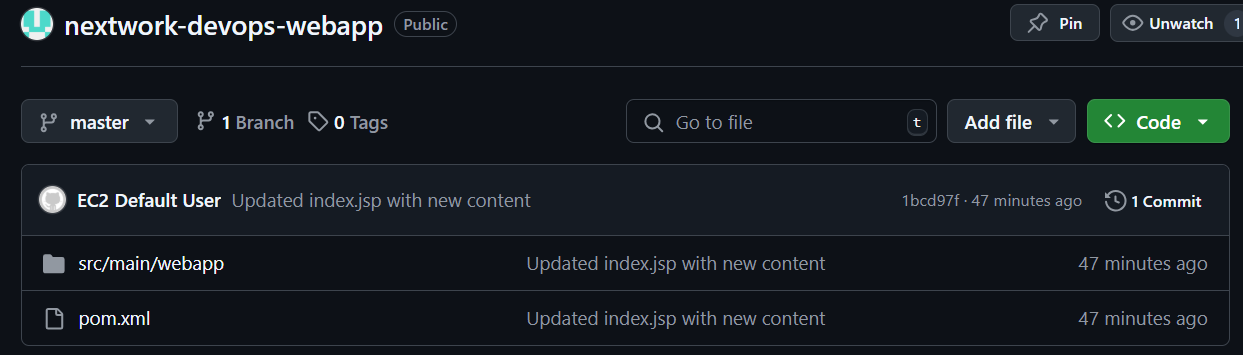 nextwork-devops-webapp Public Pin Unwatch 1
master 1 Branch 0 Tags Go to file t Add file Code
EC2 Default User Updated index.jsp with new content 1bcd97f · 47 minutes ago 1 Commit
src/main/webapp Updated index.jsp with new content 47 minutes ago
pom.xml Updated index.jsp with new content 47 minutes ago